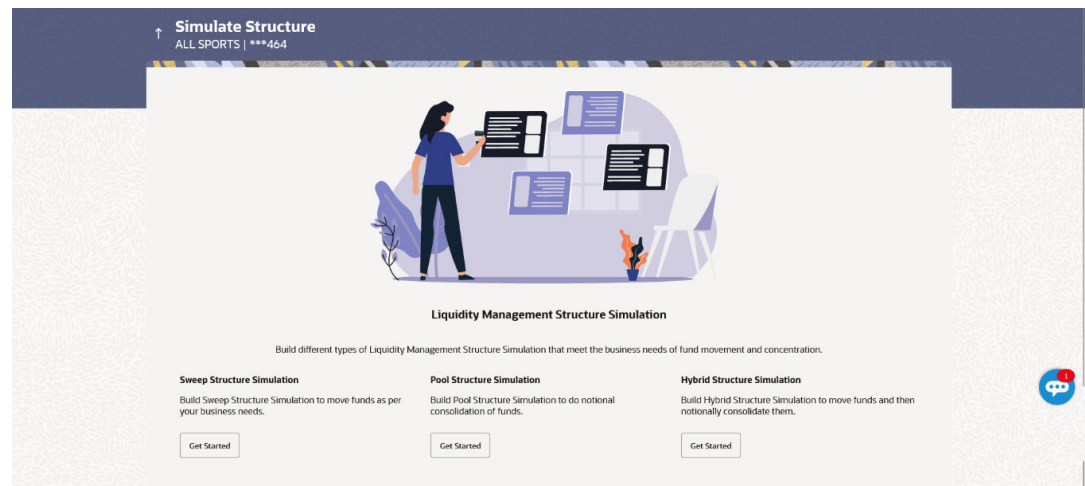 Simulate Structure
ALL SPORTS | ***464
Liquidity Management Structure Simulation
Build different types of Liquidity Management Structure Simulation that meet the business needs of fund movement and concentration.
Sweep Structure Simulation
Build Sweep Structure Simulation to move funds as per
your business needs.
Get Started
Pool Structure Simulation
Build Pool Structure Simulation to do notional
consolidation of funds.
Get Started
Hybrid Structure Simulation
Build Hybrid Structure Simulation to move funds and then
notionally consolidate them.
Get Started
1